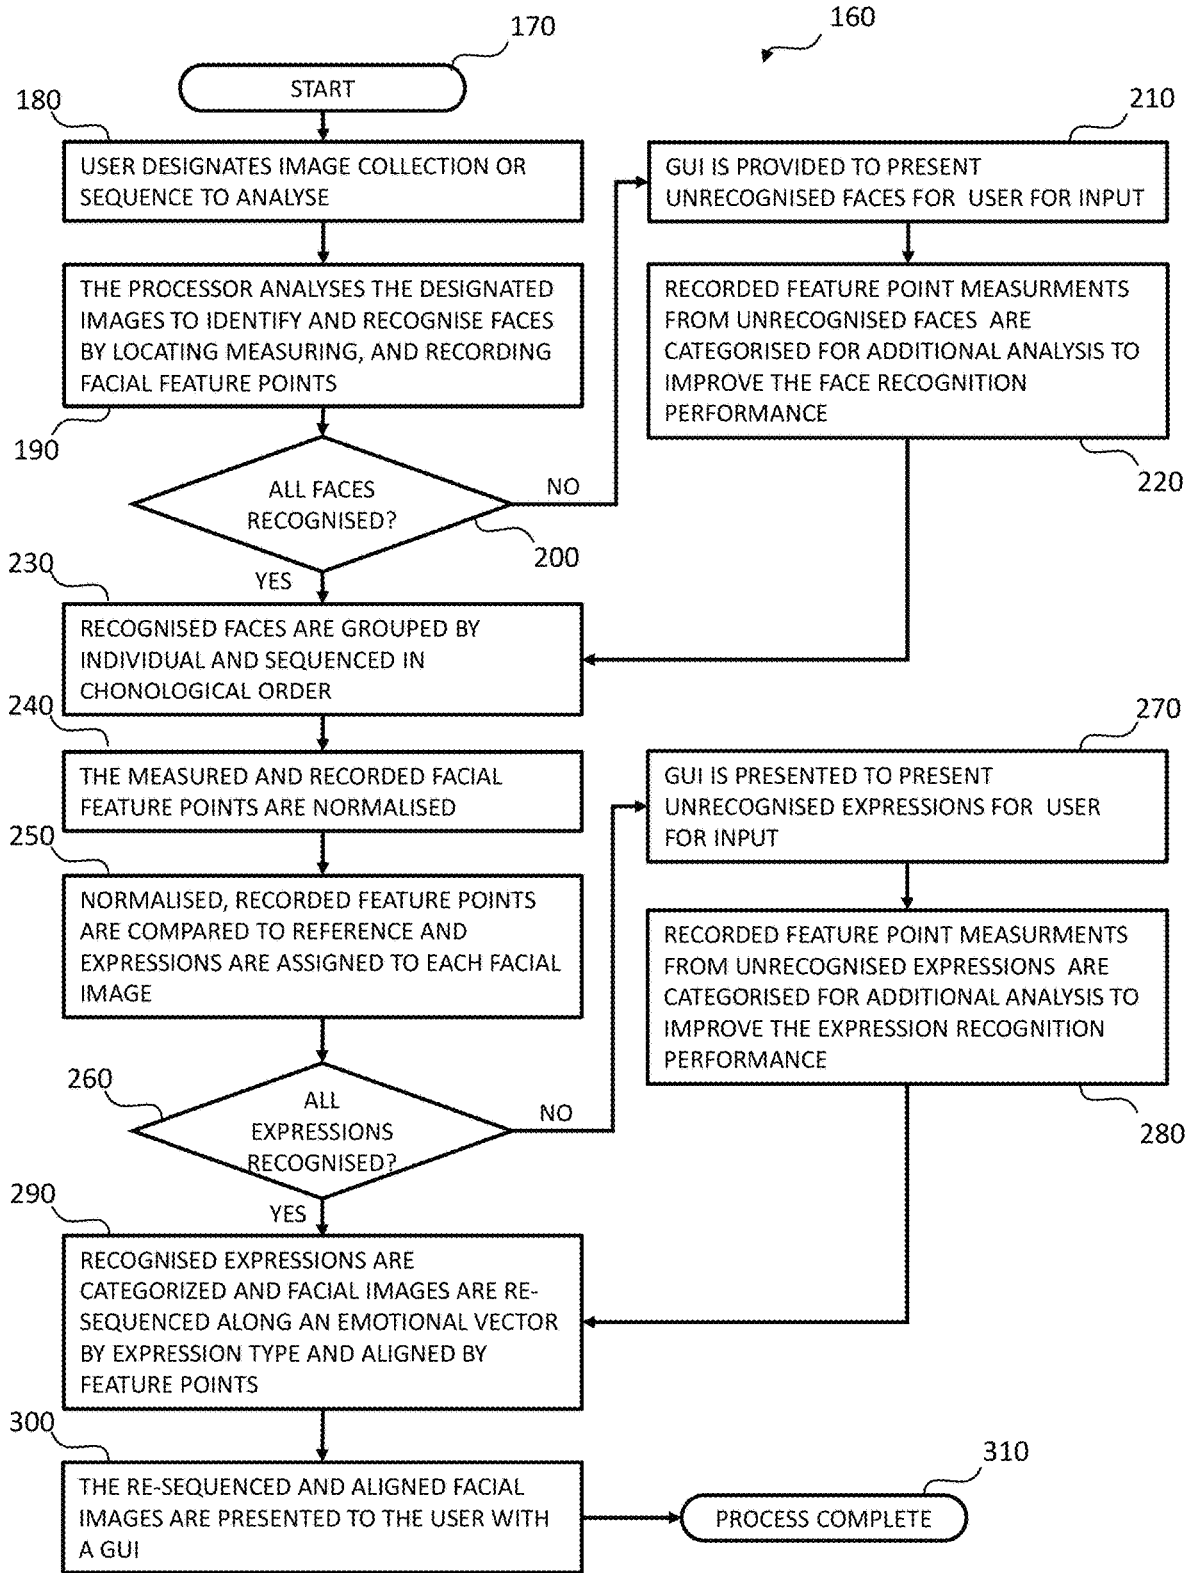 160
170
START
180
USER DESIGNATES IMAGE COLLECTION OR
SEQUENCE TO ANALYSE
THE PROCESSOR ANALYSES THE DESIGNATED
IMAGES TO IDENTIFY AND RECOGNISE FACES
BY LOCATING MEASURING, AND RECORDING
FACIAL FEATURE POINTS
190
ALL FACES
RECOGNISED?
NO
200
YES
210
GUI IS PROVIDED TO PRESENT
UNRECOGNISED FACES FOR USER FOR INPUT
RECORDED FEATURE POINT MEASURMENTS
FROM UNRECOGNISED FACES ARE
CATEGORISED FOR ADDITIONAL ANALYSIS TO
IMPROVE THE FACE RECOGNITION
PERFORMANCE
220
230
RECOGNISED FACES ARE GROUPED BY
INDIVIDUAL AND SEQUENCED IN
CHONOLOGICAL ORDER
240
THE MEASURED AND RECORDED FACIAL
FEATURE POINTS ARE NORMALISED
250
NORMALISED, RECORDED FEATURE POINTS
ARE COMPARED TO REFERENCE AND
EXPRESSIONS ARE ASSIGNED TO EACH FACIAL
IMAGE
260
ALL
EXPRESSIONS
RECOGNISED?
NO
YES
270
GUI IS PRESENTED TO PRESENT
UNRECOGNISED EXPRESSIONS FOR USER
FOR INPUT
RECORDED FEATURE POINT MEASURMENTS
FROM UNRECOGNISED EXPRESSIONS ARE
CATEGORISED FOR ADDITIONAL ANALYSIS TO
IMPROVE THE EXPRESSION RECOGNITION
PERFORMANCE
280
290
RECOGNISED EXPRESSIONS ARE
CATEGORIZED AND FACIAL IMAGES ARE RE-
SEQUENCED ALONG AN EMOTIONAL VECTOR
BY EXPRESSION TYPE AND ALIGNED BY
FEATURE POINTS
300
THE RE-SEQUENCED AND ALIGNED FACIAL
IMAGES ARE PRESENTED TO THE USER WITH
A GUI
310
PROCESS COMPLETE